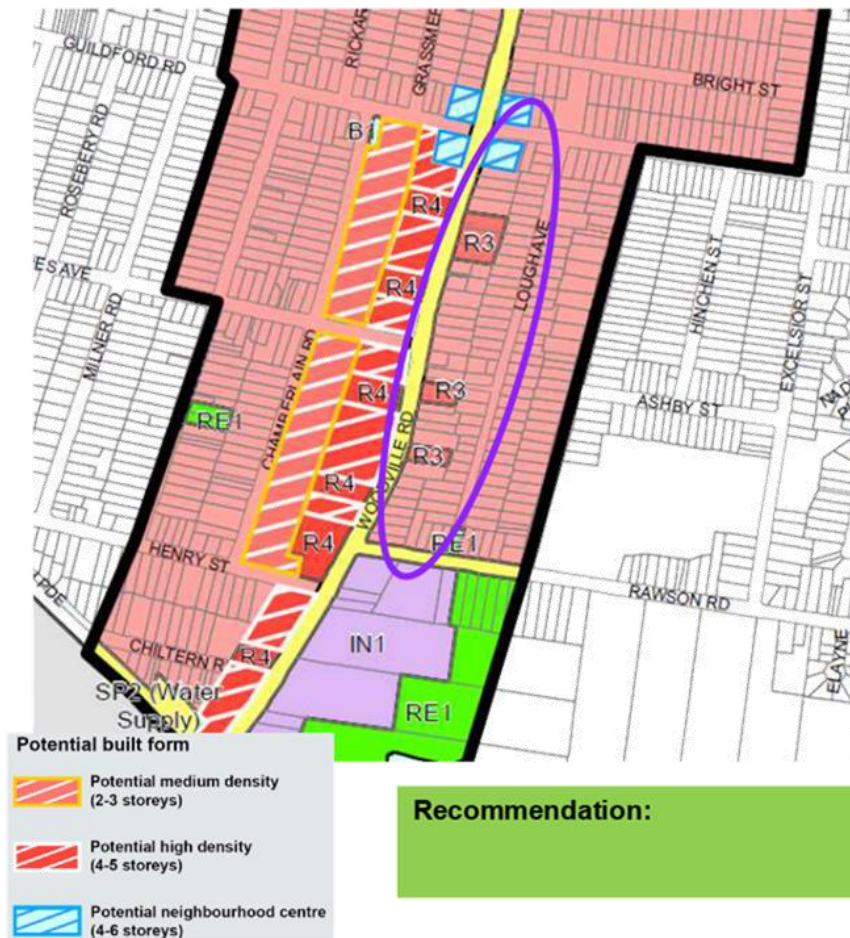 GUILDFORD RD
RICKAR
GRASSMER
BRIGHT ST
ROSEBERY RD
B1
R4
R3
LOUGH AVE
ES AVE
R4
HINCHEN ST
EXCELSIOR ST
MILNER RD
CHAMBERLAIN RD
R4
R3
ASHBY ST
NAD
P
RE1
WOODVILLE RD
R3
R4
HENRY ST
R4
RE1
RAWSON RD
PDE
IN1
ELAYNE
CHILTERN R
R4
SP2 (Water
Supply)
RE1
Potential built form
Potential medium density
(2-3 storeys)
Potential high density
(4-5 storeys)
Potential neighbourhood centre
(4-6 storeys)
Recommendation: